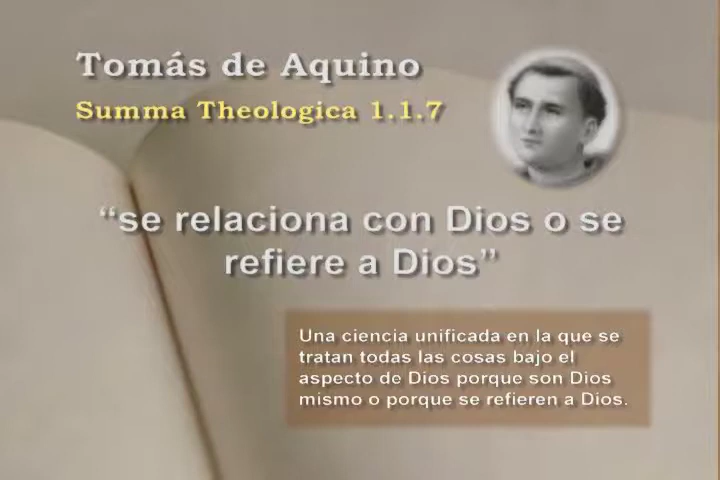 Tomás de Aquino
Summa Theologica 1.1.7
“se relaciona con Dios o se
refiere a Dios”
Una ciencia unificada en la que se
tratan todas las cosas bajo el
aspecto de Dios porque son Dios
mismo o porque se refieren a Dios.